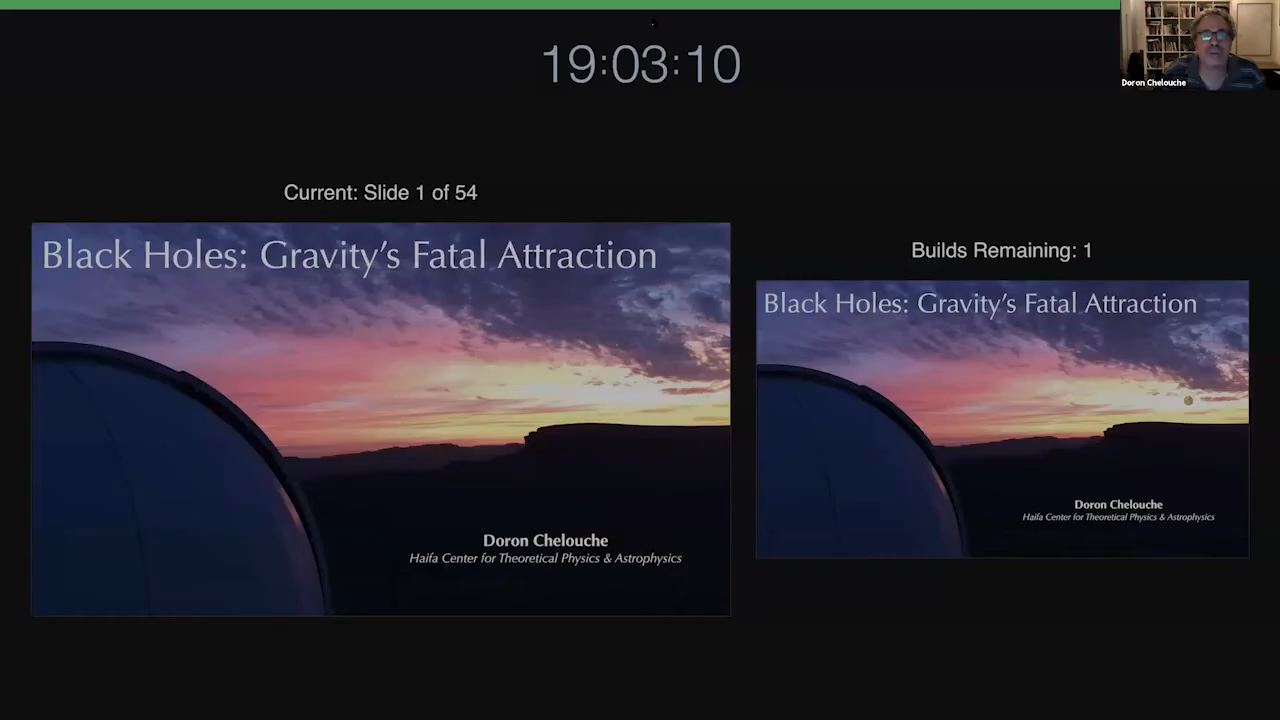 19:03:10
Doron Chelouche
Current: Slide 1 of 54
Black Holes: Gravity's Fatal Attraction
Doron Chelouche
Haifa Center for Theoretical Physics & Astrophysics
Builds Remaining: 1
Black Holes: Gravity's Fatal Attraction
Doron Chelouche
Haifa Center for Theoretical Physics & Astrophysics